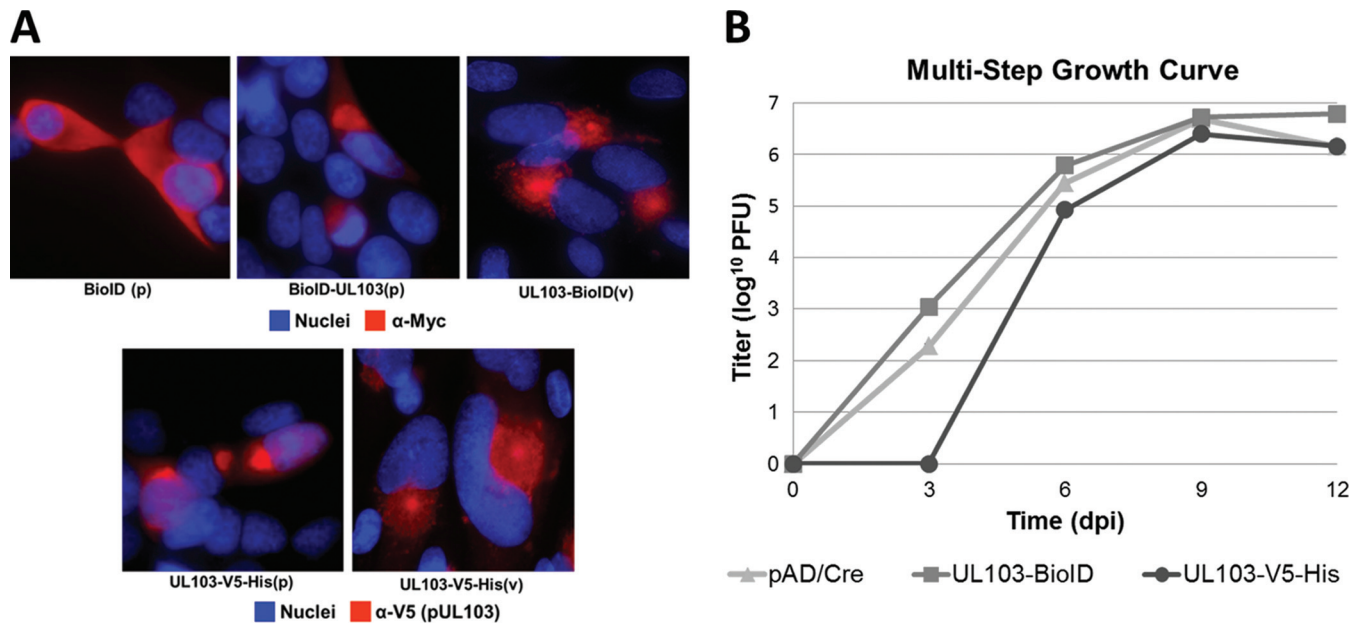 A
BioID (p)
BioID-UL103(p)
UL103-BioID(v)
Nuclei α-Myc
UL103-V5-His(p)
UL103-V5-His(v)
Nuclei α-V5 (pUL103)
B
Multi-Step Growth Curve
Titer (log10 PFU)
7
6
5
4
3
2
1
0
0 3 6 9 12
Time (dpi)
pAD/Cre UL103-BioID UL103-V5-His